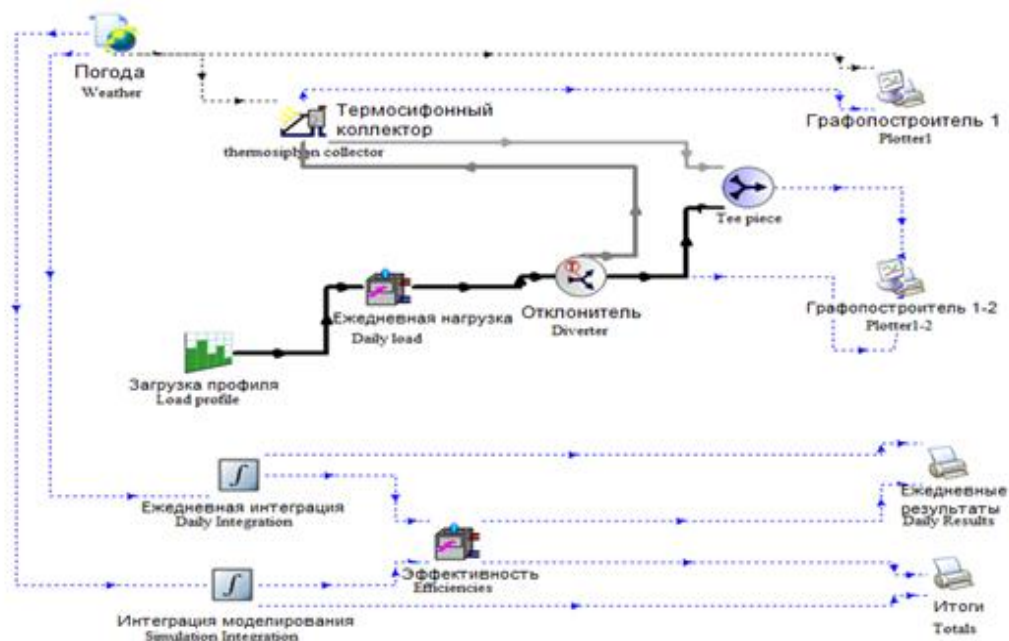 Погода
Weather
Термосифонный
коллектор
thermosiphon collector
Графопостроитель 1
Plotter1
Tee piece
Ежедневная нагрузка
Daily load
Отклонитель
Diverter
Графопостроитель 1-2
Plotter1-2
Загрузка профиля
Load profile
Ежедневная интеграция
Daily Integration
Ежедневные
результаты
Daily Results
Эффективность
Efficiencies
Интеграция моделирования
Simulation Integration
Итоги
Totals